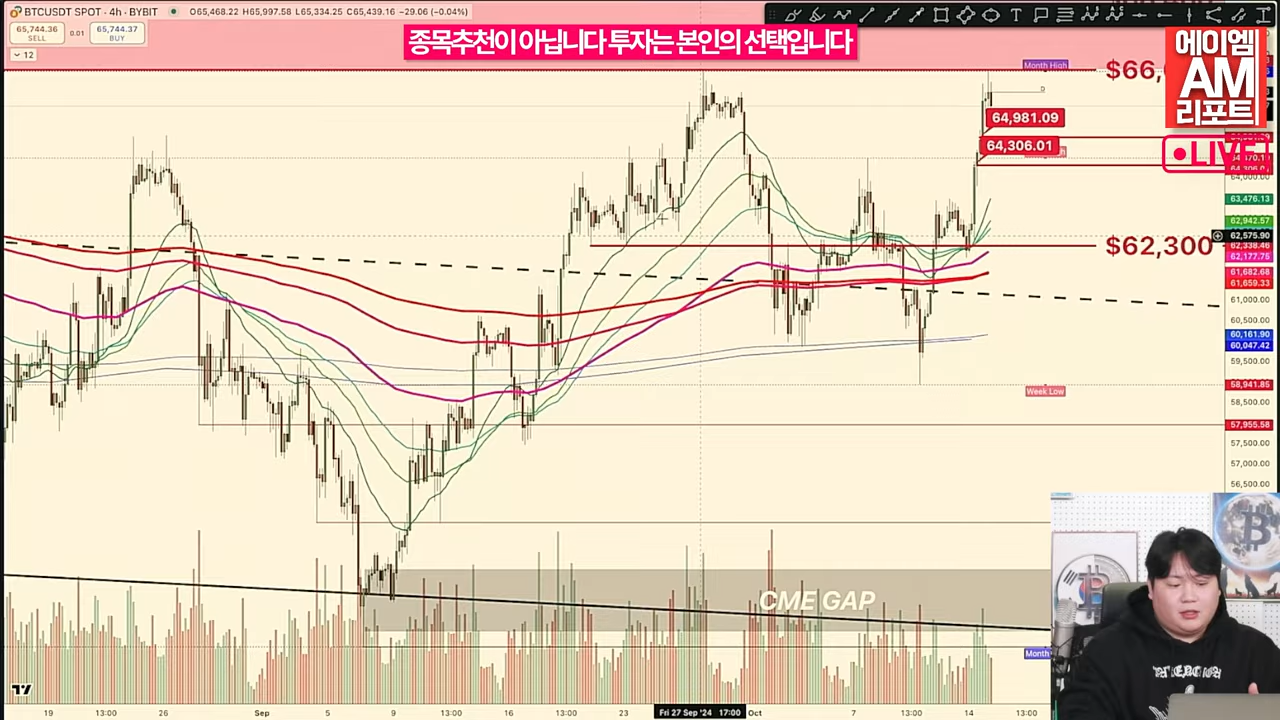 BTCUSDT SPOT · 4h · BYBIT O65,468.22 H65,997.58 L65,334.25 C65,439.16 −29.06 (−0.04%)
65,744.36
SELL
0.01
65,744.37
BUY
12
종목추천이 아닙니다 투자는 본인의 선택입니다
에이엠
AM
리포트
LIVE
Month High
$66,
D
64,981.09
64,306.01
64,000.00
63,476.13
62,942.57
62,575.90
$62,300
62,338.46
62,177.75
61,682.68
61,659.33
61,000.00
60,500.00
60,161.90
60,047.42
59,500.00
58,941.85
Week Low
58,500.00
57,955.58
57,500.00
57,000.00
56,500.00
CME GAP
Month
19
13:00
26
Sep
5
9
13:00
16
13:00
23
Fri 27 Sep '24 17:00
Oct
7
13:00
14
13:00